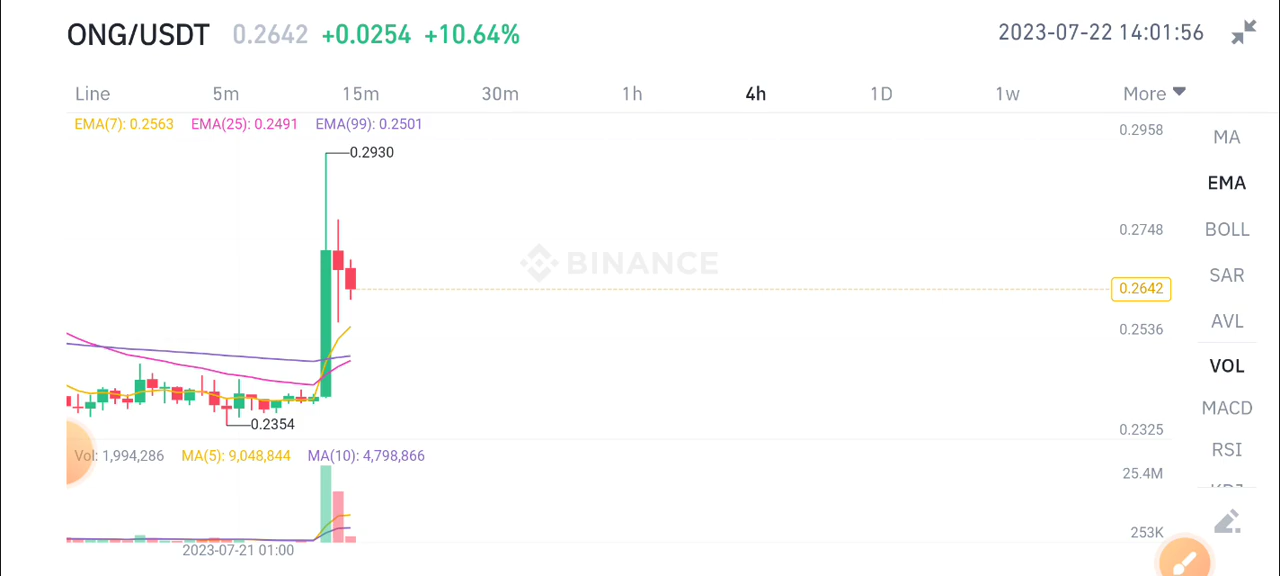 ONG/USDT 0.2642 +0.0254 +10.64% 2023-07-22 14:01:56
Line 5m 15m 30m 1h 4h 1D 1w More
EMA(7): 0.2563 EMA(25): 0.2491 EMA(99): 0.2501
0.2958
MA
0.2930
EMA
0.2748
BOLL
BINANCE
SAR
0.2642
0.2536
AVL
VOL
MACD
0.2354
0.2325
RSI
Vol: 1,994,286 MA(5): 9,048,844 MA(10): 4,798,866
25.4M
253K
2023-07-21 01:00